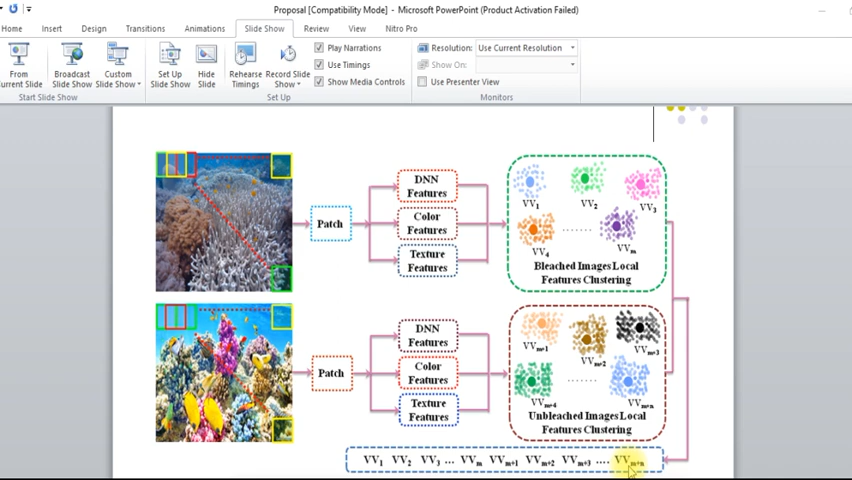 Proposal [Compatibility Mode] - Microsoft PowerPoint (Product Activation Failed)
Home Insert Design Transitions Animations Slide Show Review View Nitro Pro
From Current Slide
Broadcast Slide Show
Custom Slide Show
Set Up Slide Show
Hide Slide
Rehearse Timings
Record Slide Show
Play Narrations
Use Timings
Show Media Controls
Resolution: Use Current Resolution
Show On:
Use Presenter View
Start Slide Show
Set Up
Monitors
Patch
DNN
Features
Color
Features
Texture
Features
VV1 VV2 VV3
VV4 ........ VVm
Bleached Images Local
Features Clustering
Patch
DNN
Features
Color
Features
Texture
Features
VVm+1 VVm+2 VVm+3
VVm+4 ........ VVm+n
Unbleached Images Local
Features Clustering
VV1 VV2 VV3 ... VVm VVm+1 VVm+2 VVm+3 .... VVm+n